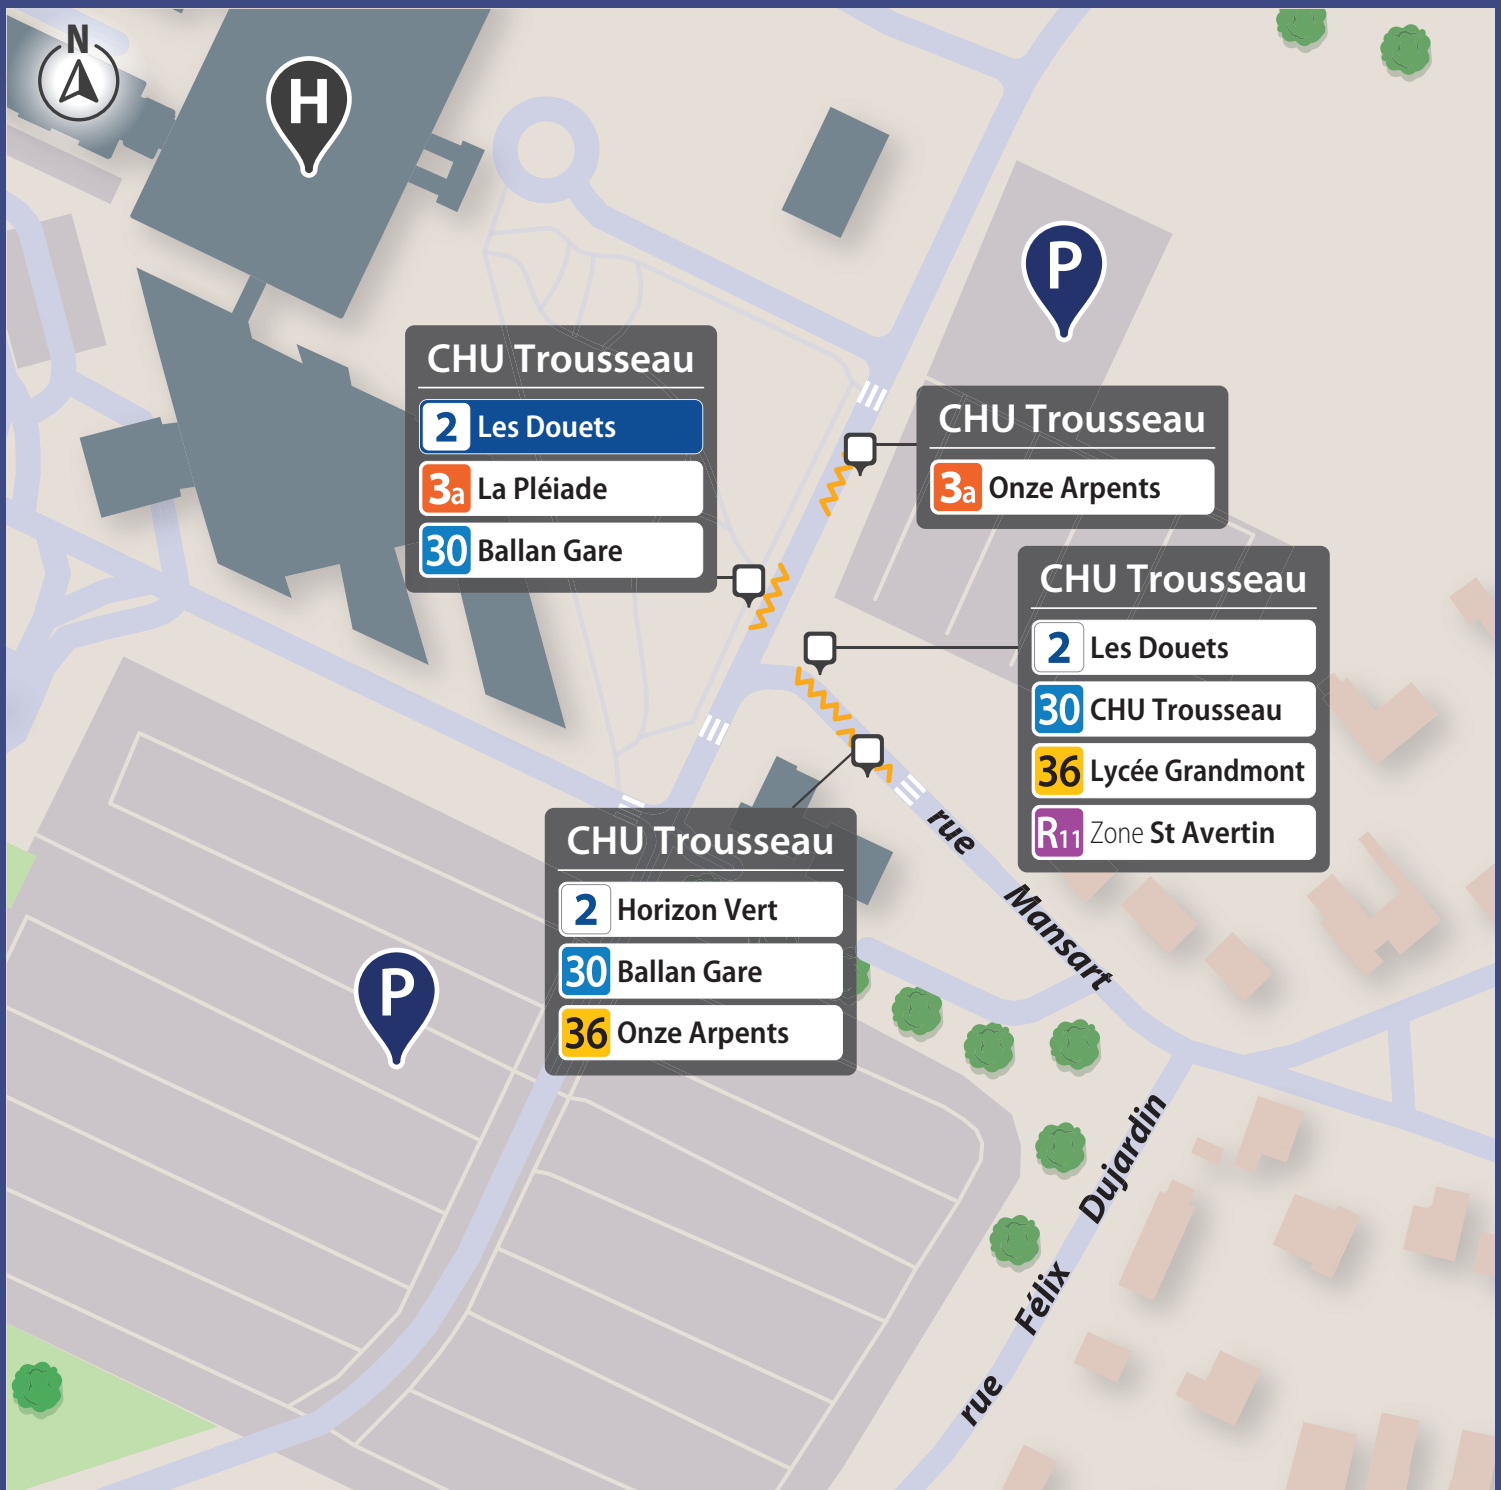 N
H
P
CHU Trousseau
2 Les Douets
3a La Pléiade
30 Ballan Gare
CHU Trousseau
3a Onze Arpents
CHU Trousseau
2 Les Douets
30 CHU Trousseau
36 Lycée Grandmont
R11 Zone St Avertin
CHU Trousseau
2 Horizon Vert
30 Ballan Gare
36 Onze Arpents
P
rue Mansart
rue Félix Dujardin